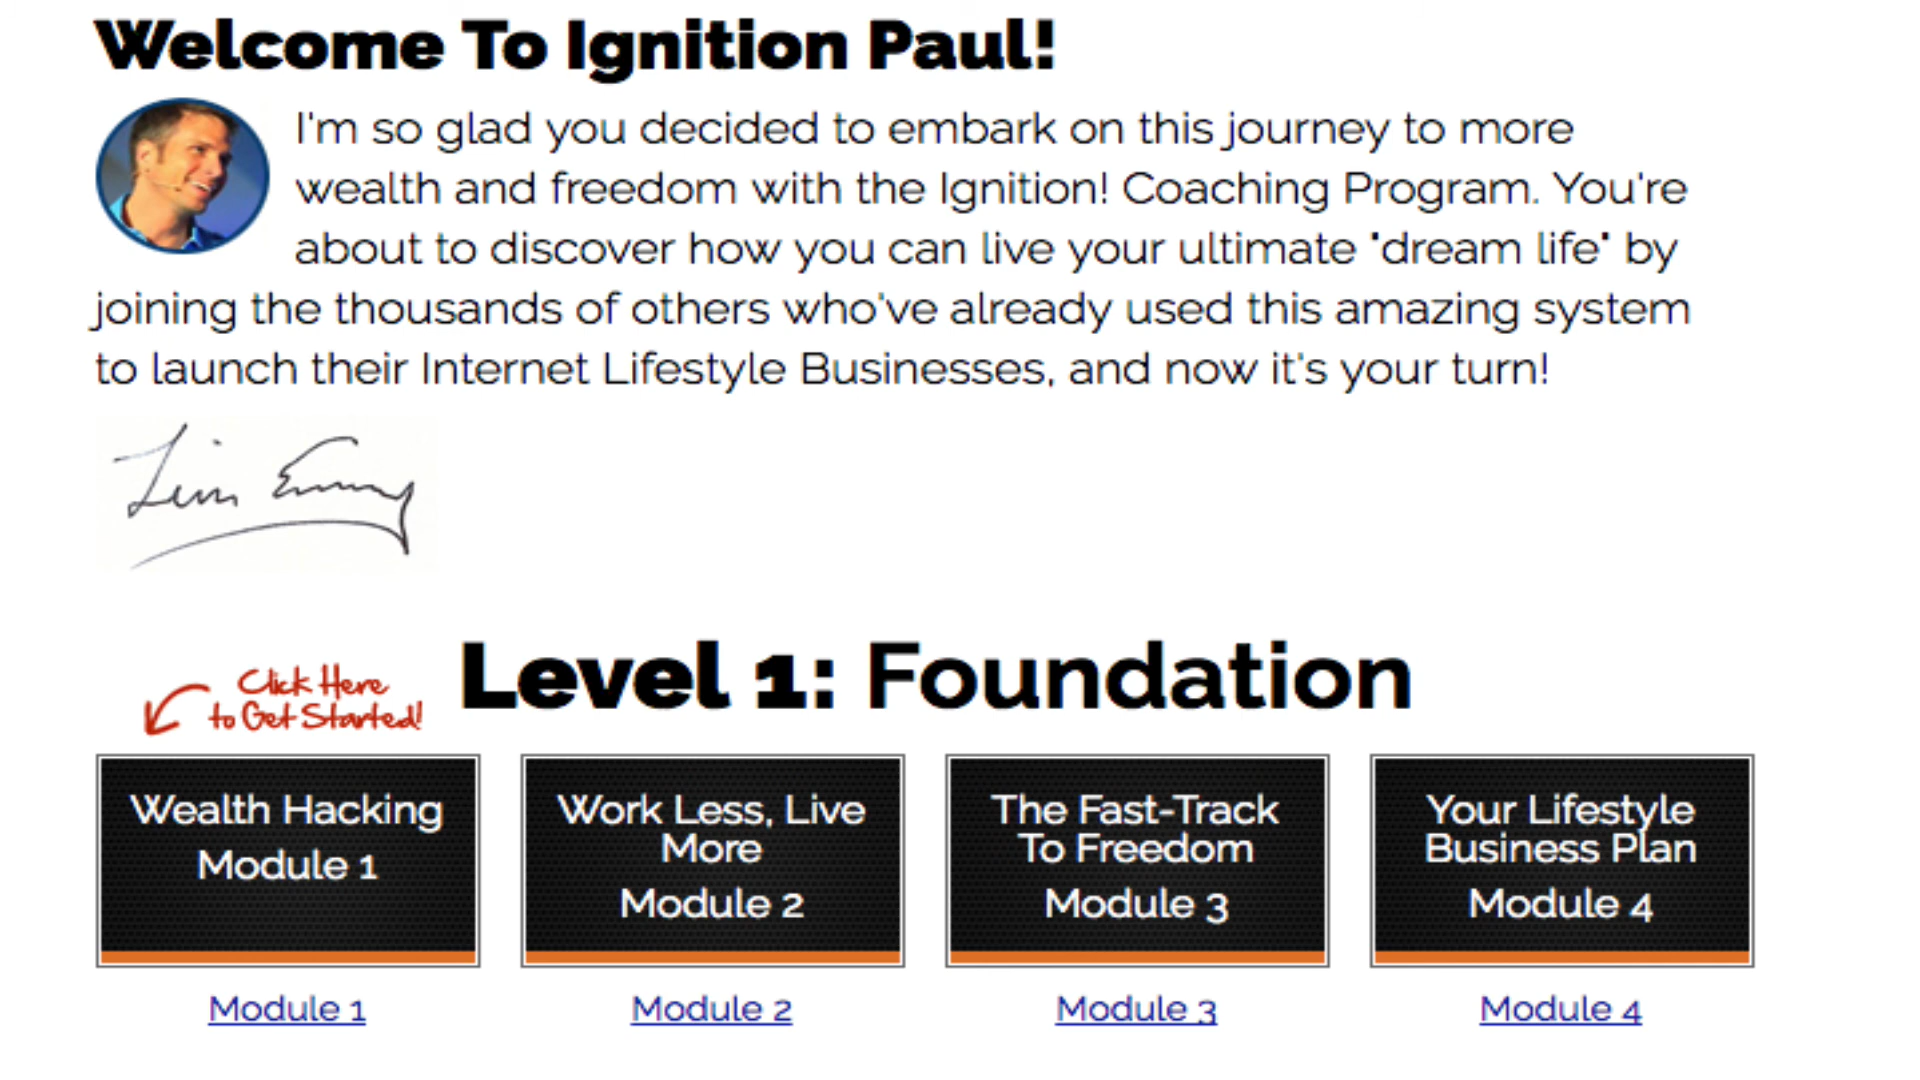 Welcome To Ignition Paul!
I'm so glad you decided to embark on this journey to more
wealth and freedom with the Ignition! Coaching Program. You're
about to discover how you can live your ultimate "dream life" by
joining the thousands of others who've already used this amazing system
to launch their Internet Lifestyle Businesses, and now it's your turn!
Click Here
to Get Started!
Level 1: Foundation
Wealth Hacking
Module 1
Work Less, Live
More
Module 2
The Fast-Track
To Freedom
Module 3
Your Lifestyle
Business Plan
Module 4
Module 1
Module 2
Module 3
Module 4